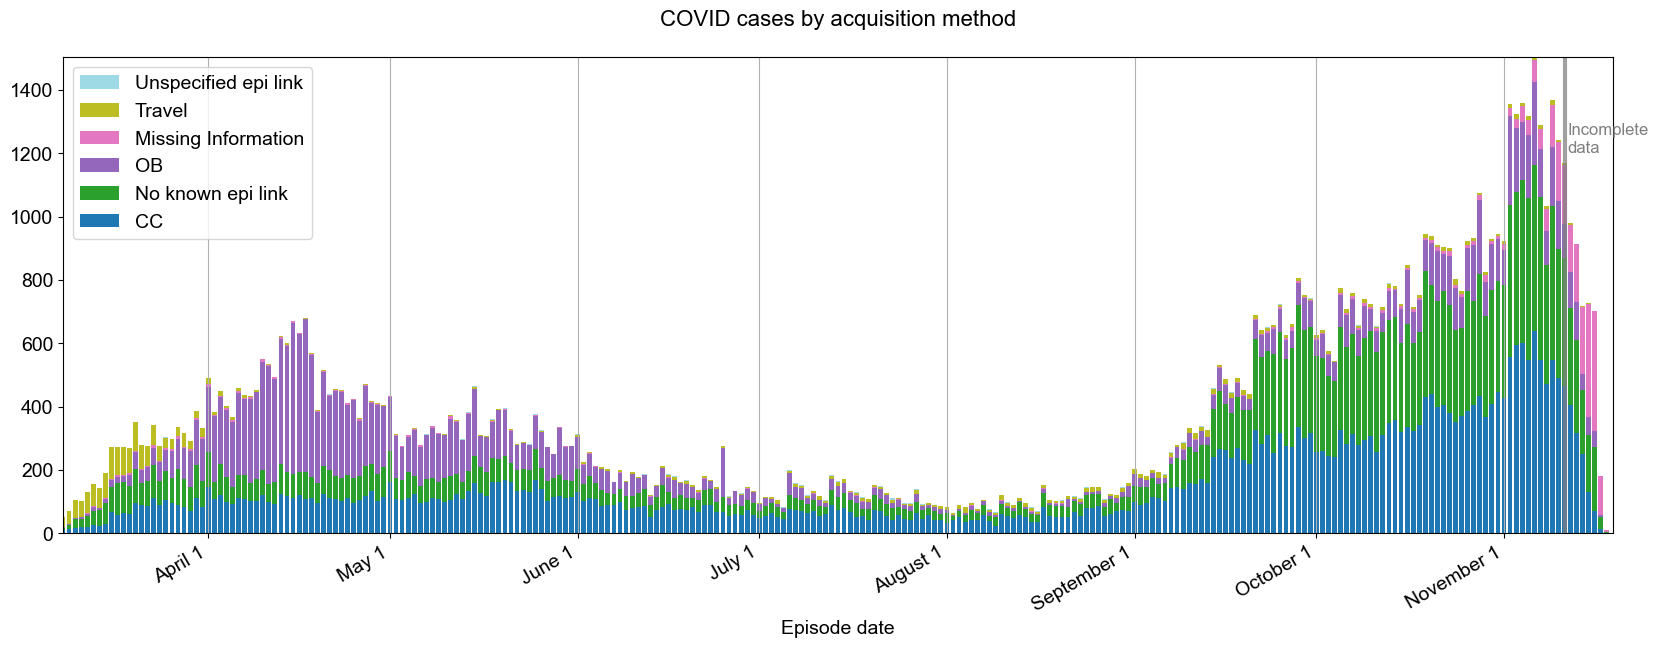 COVID cases by acquisition method
Unspecified epi link
Travel
Missing Information
OB
No known epi link
CC
1400
1200
1000
800
600
400
200
0
Incomplete
data
April 1
May 1
June 1
July 1
August 1
September 1
October 1
November 1
Episode date